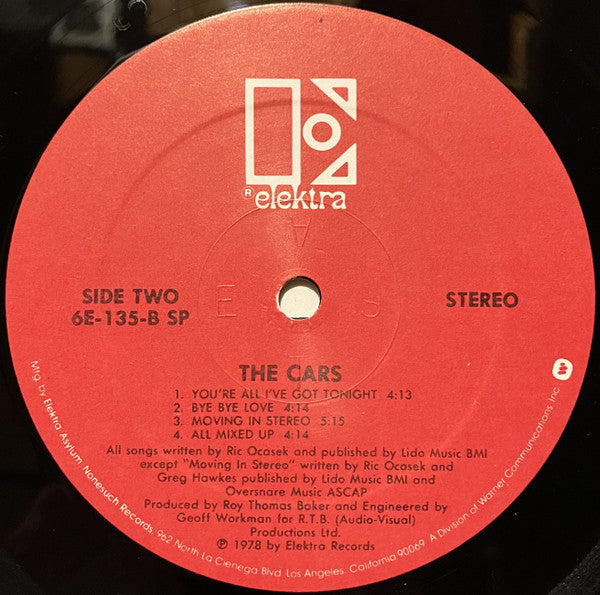 ® elektra
SIDE TWO
6E-135-B SP
STEREO
THE CARS
1. YOU'RE ALL I'VE GOT TONIGHT 4:13
2. BYE BYE LOVE 4:14
3. MOVING IN STEREO 5:15
4. ALL MIXED UP 4:14
All songs written by Ric Ocasek and published by Lido Music BMI
except "Moving In Stereo" written by Ric Ocasek and
Greg Hawkes published by Lido Music BMI and
Oversnare Music ASCAP
Produced by Roy Thomas Baker and Engineered by
Geoff Workman for R.T.B. (Audio-Visual)
Productions Ltd.
℗ 1978 by Elektra Records
Mfg. by Elektra Asylum Nonesuch Records, 962 North La Cienega Blvd. Los Angeles, California 90069 A Division of Warner Communications, Inc.